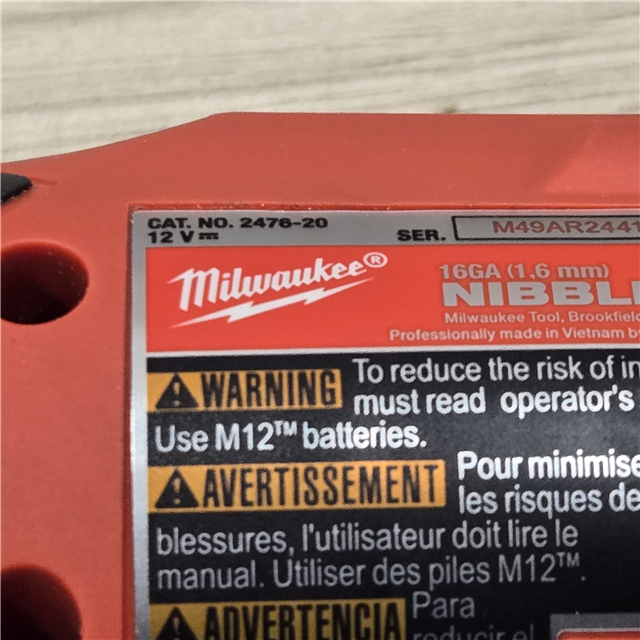 CAT. NO. 2476-20
12 V⎓
SER. M49AR2441
Milwaukee®
16GA (1.6 mm)
NIBBL
Milwaukee Tool, Brookfield
Professionally made in Vietnam b
WARNING To reduce the risk of in
must read operator's
Use M12™ batteries.
AVERTISSEMENT Pour minimise
les risques de
blessures, l'utilisateur doit lire le
manual. Utiliser des piles M12™.
ADVERTENCIA Para
reducir el